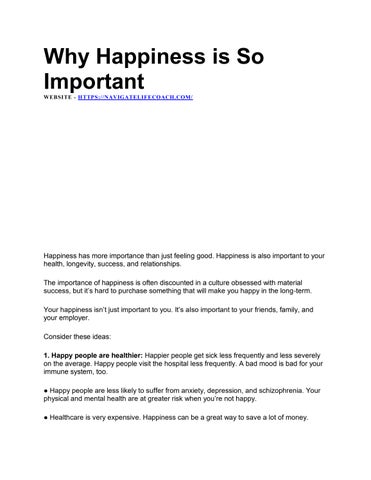 Why Happiness is So
Important
WEBSITE - HTTPS://NAVIGATELIFECOACH.COM/
Happiness has more importance than just feeling good. Happiness is also important to your
health, longevity, success, and relationships.
The importance of happiness is often discounted in a culture obsessed with material
success, but it's hard to purchase something that will make you happy in the long-term.
Your happiness isn't just important to you. It's also important to your friends, family, and
your employer.
Consider these ideas:
1. Happy people are healthier: Happier people get sick less frequently and less severely
on the average. Happy people visit the hospital less frequently. A bad mood is bad for your
immune system, too.
● Happy people are less likely to suffer from anxiety, depression, and schizophrenia. Your
physical and mental health are at greater risk when you're not happy.
● Healthcare is very expensive. Happiness can be a great way to save a lot of money.